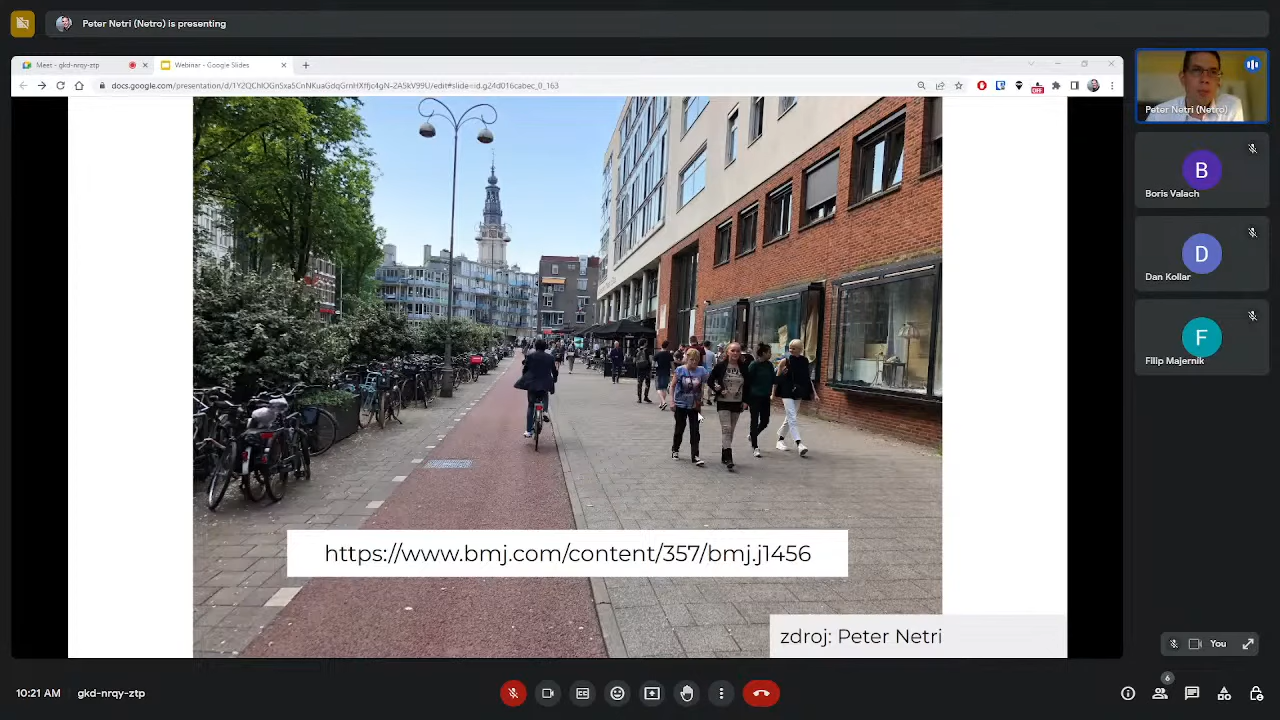 Peter Netri (Netro) is presenting
Meet - gkd-nrqy-ztp
Webinar - Google Slides
https://www.bmj.com/content/357/bmj.j1456
zdroj: Peter Netri
Peter Netri (Netro)
B
Boris Valach
D
Dan Kollar
F
Filip Majerník
You
10:21 AM
gkd-nrqy-ztp
6
OFF